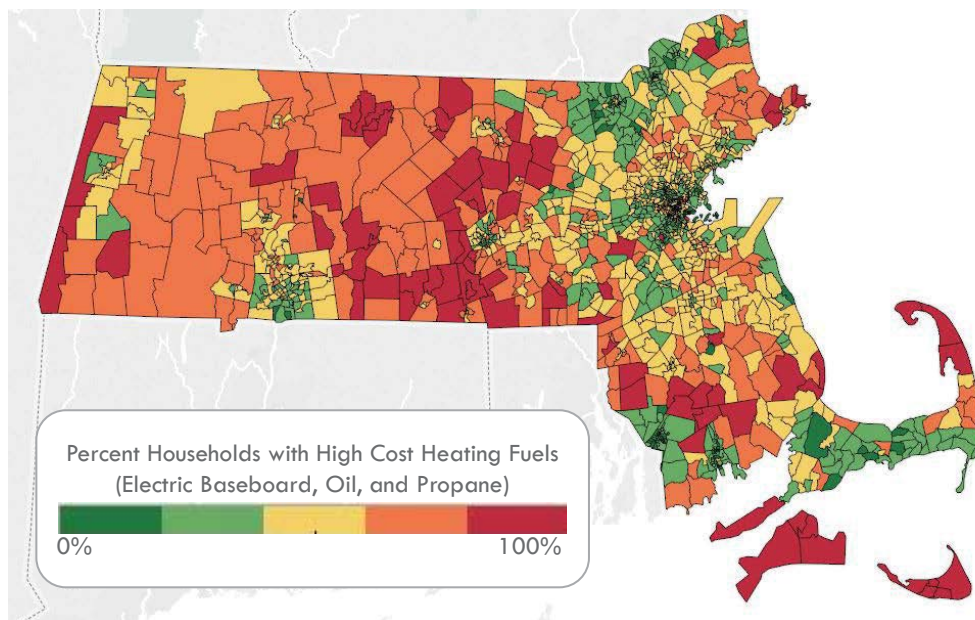 Percent Households with High Cost Heating Fuels
(Electric Baseboard, Oil, and Propane)
0% 100%